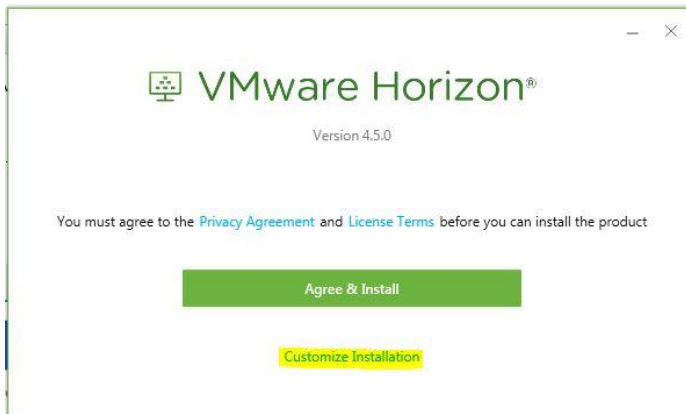 VMware Horizon®
Version 4.5.0
You must agree to the Privacy Agreement and License Terms before you can install the product
Agree & Install
Customize Installation